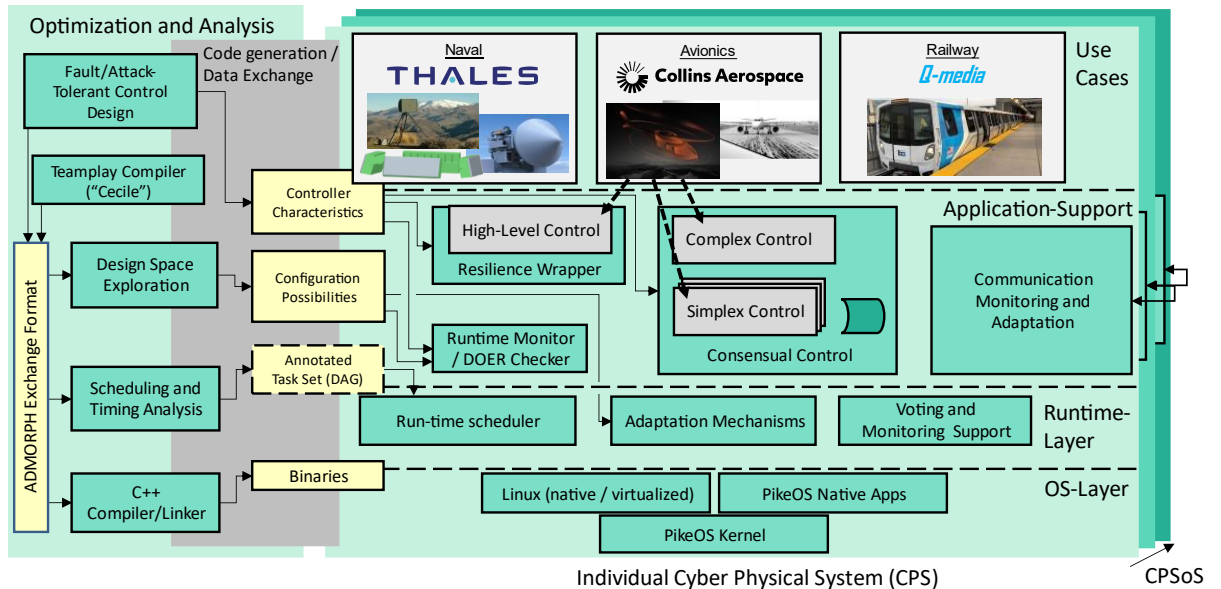 Optimization and Analysis
Code generation /
Data Exchange
Fault/Attack-
Tolerant Control
Design
Teamplay Compiler
("Cecile")
ADMORPH Exchange Format
Design Space
Exploration
Scheduling and
Timing Analysis
C++
Compiler/Linker
Controller
Characteristics
Configuration
Possibilities
Annotated
Task Set (DAG)
Binaries
Naval
THALES
Avionics
Collins Aerospace
Railway
Q-media
Use
Cases
Application-Support
High-Level Control
Resilience Wrapper
Complex Control
Simplex Control
Consensual Control
Communication
Monitoring and
Adaptation
Runtime Monitor
/ DOER Checker
Run-time scheduler
Adaptation Mechanisms
Voting and
Monitoring Support
Runtime-
Layer
OS-Layer
Linux (native / virtualized)
PikeOS Native Apps
PikeOS Kernel
Individual Cyber Physical System (CPS)
CPSoS